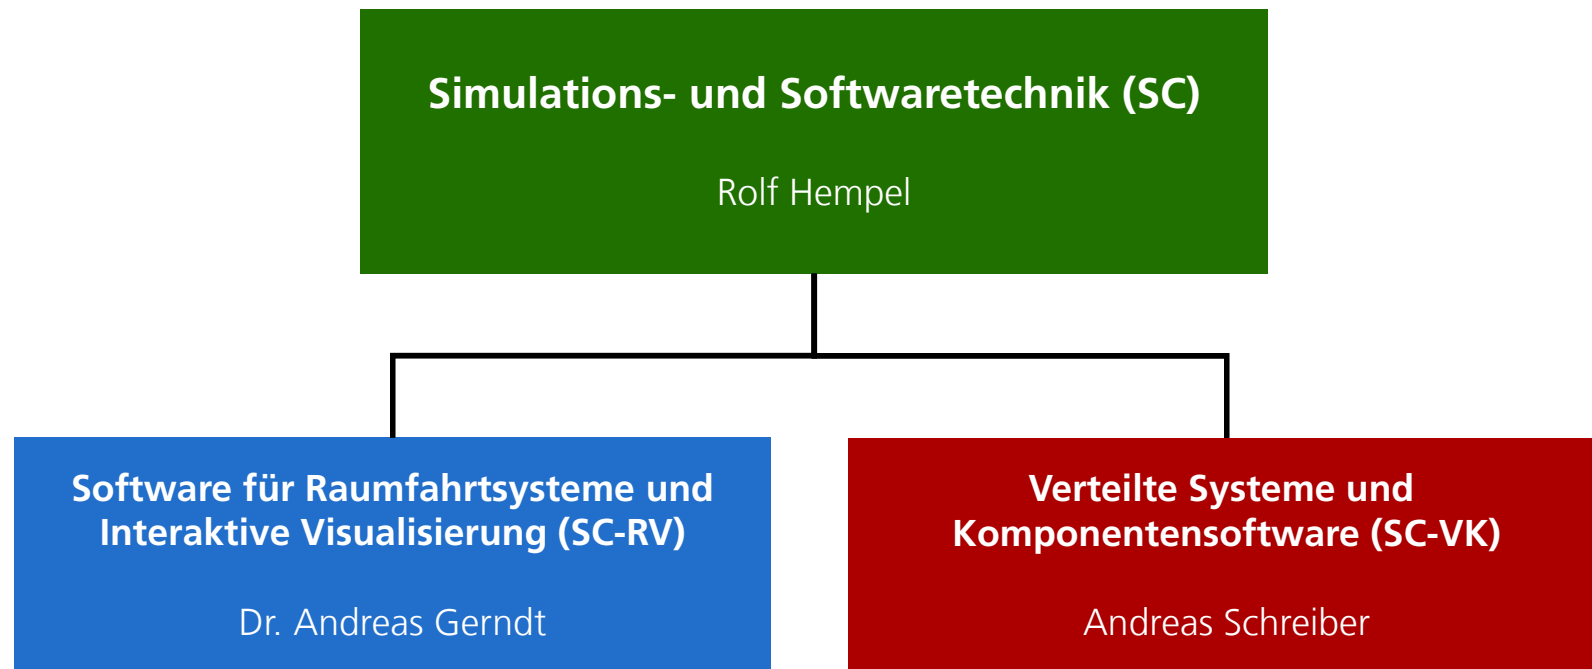 Simulations- und Softwaretechnik (SC)
Rolf Hempel
Software für Raumfahrtsysteme und
Interaktive Visualisierung (SC-RV)
Dr. Andreas Gerndt
Verteilte Systeme und
Komponentensoftware (SC-VK)
Andreas Schreiber